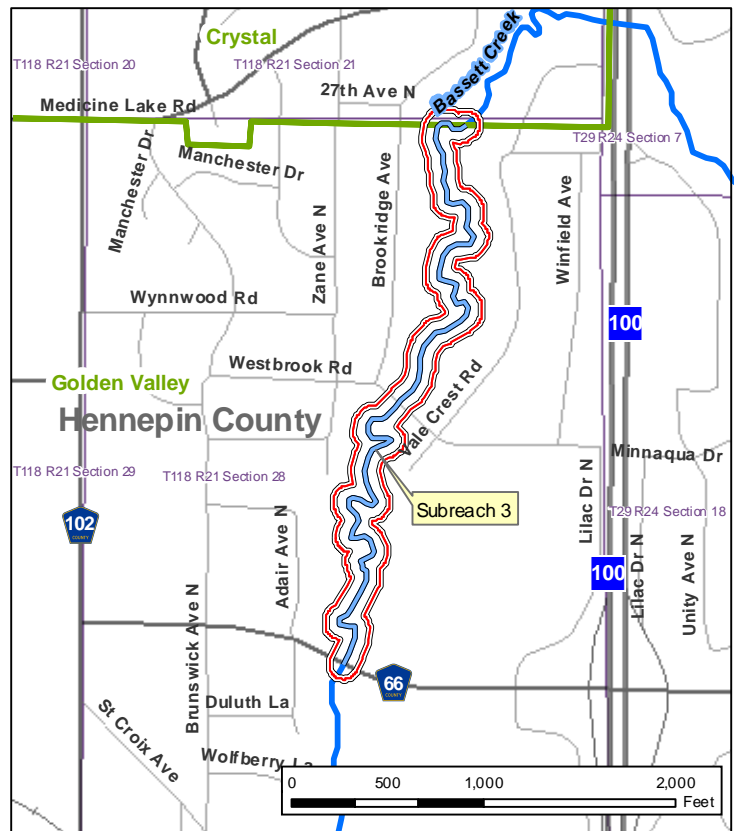 Crystal
T118 R21 Section 20
T118 R21 Section 21
27th Ave N
Bassett Creek
Medicine Lake Rd
T29 R24 Section 7
Manchester Dr
Manchester Dr
Zane Ave N
Brookridge Ave
Winfield Ave
Wynnwood Rd
100
Westbrook Rd
Golden Valley
Hennepin County
Vale Crest Rd
Minnaqua Dr
T118 R21 Section 29
T118 R21 Section 28
Subreach 3
T29 R24 Section 18
102
COUNTY
Lilac Dr N
Adair Ave N
100
Lilac Dr N
Unity Ave N
Brunswick Ave N
66
COUNTY
Duluth La
St Croix Ave
Wolfberry La
0 500 1,000 2,000
Feet